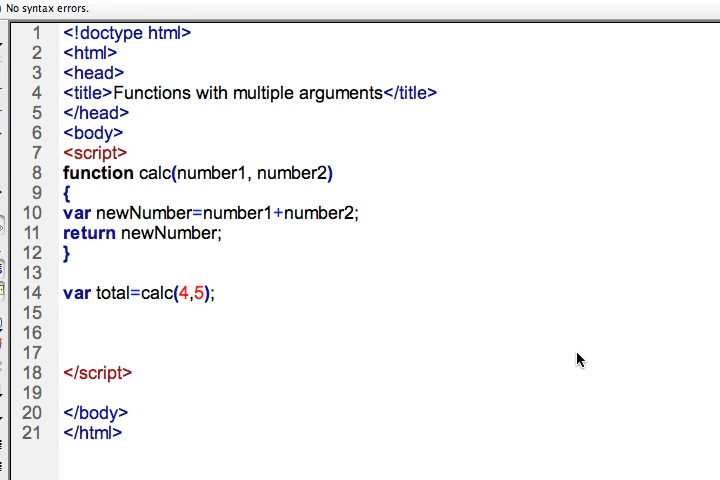 No syntax errors.
1 <!doctype html>
2 <html>
3 <head>
4 <title>Functions with multiple arguments</title>
5 </head>
6 <body>
7 <script>
8 function calc(number1, number2)
9 {
10 var newNumber=number1+number2;
11 return newNumber;
12 }
13
14 var total=calc(4,5);
15
16
17
18 </script>
19
20 </body>
21 </html>